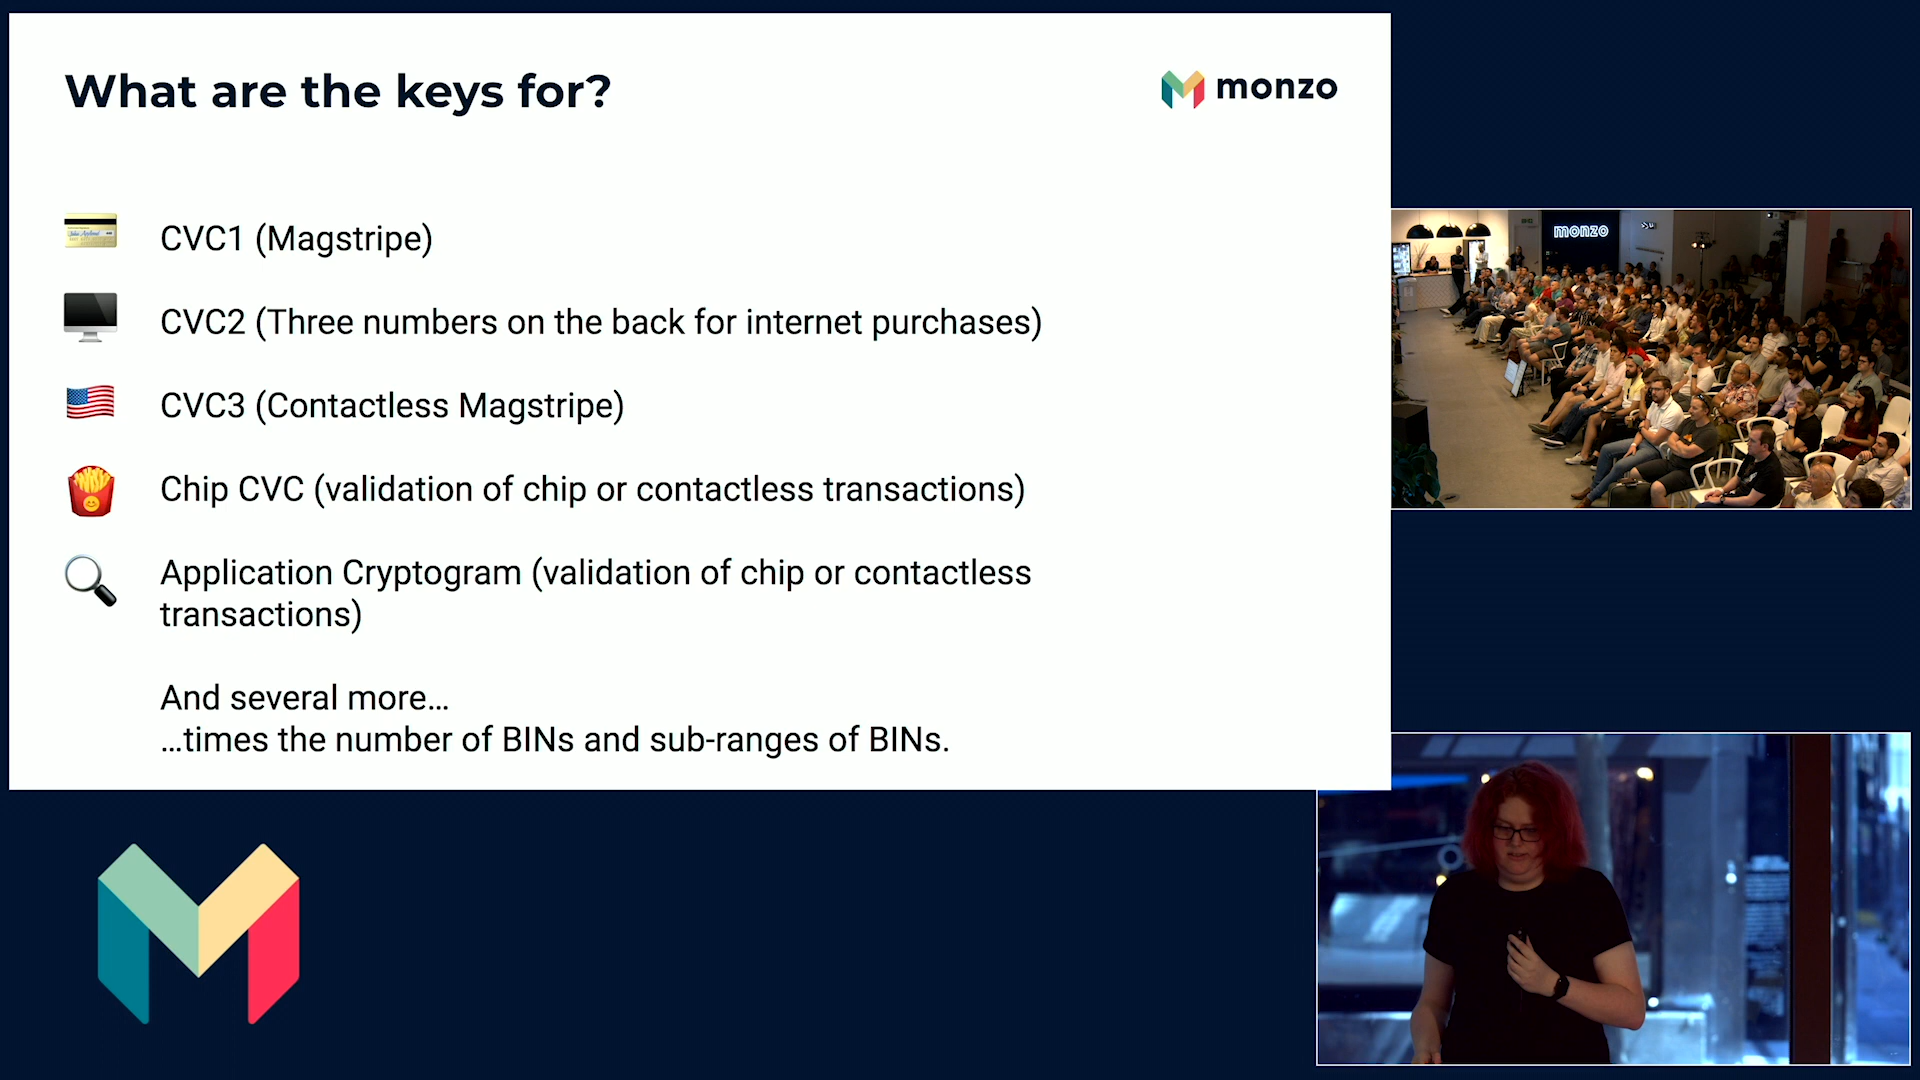 What are the keys for?
monzo
CVC1 (Magstripe)
CVC2 (Three numbers on the back for internet purchases)
CVC3 (Contactless Magstripe)
Chip CVC (validation of chip or contactless transactions)
Application Cryptogram (validation of chip or contactless
transactions)
And several more…
…times the number of BINs and sub-ranges of BINs.
monzo